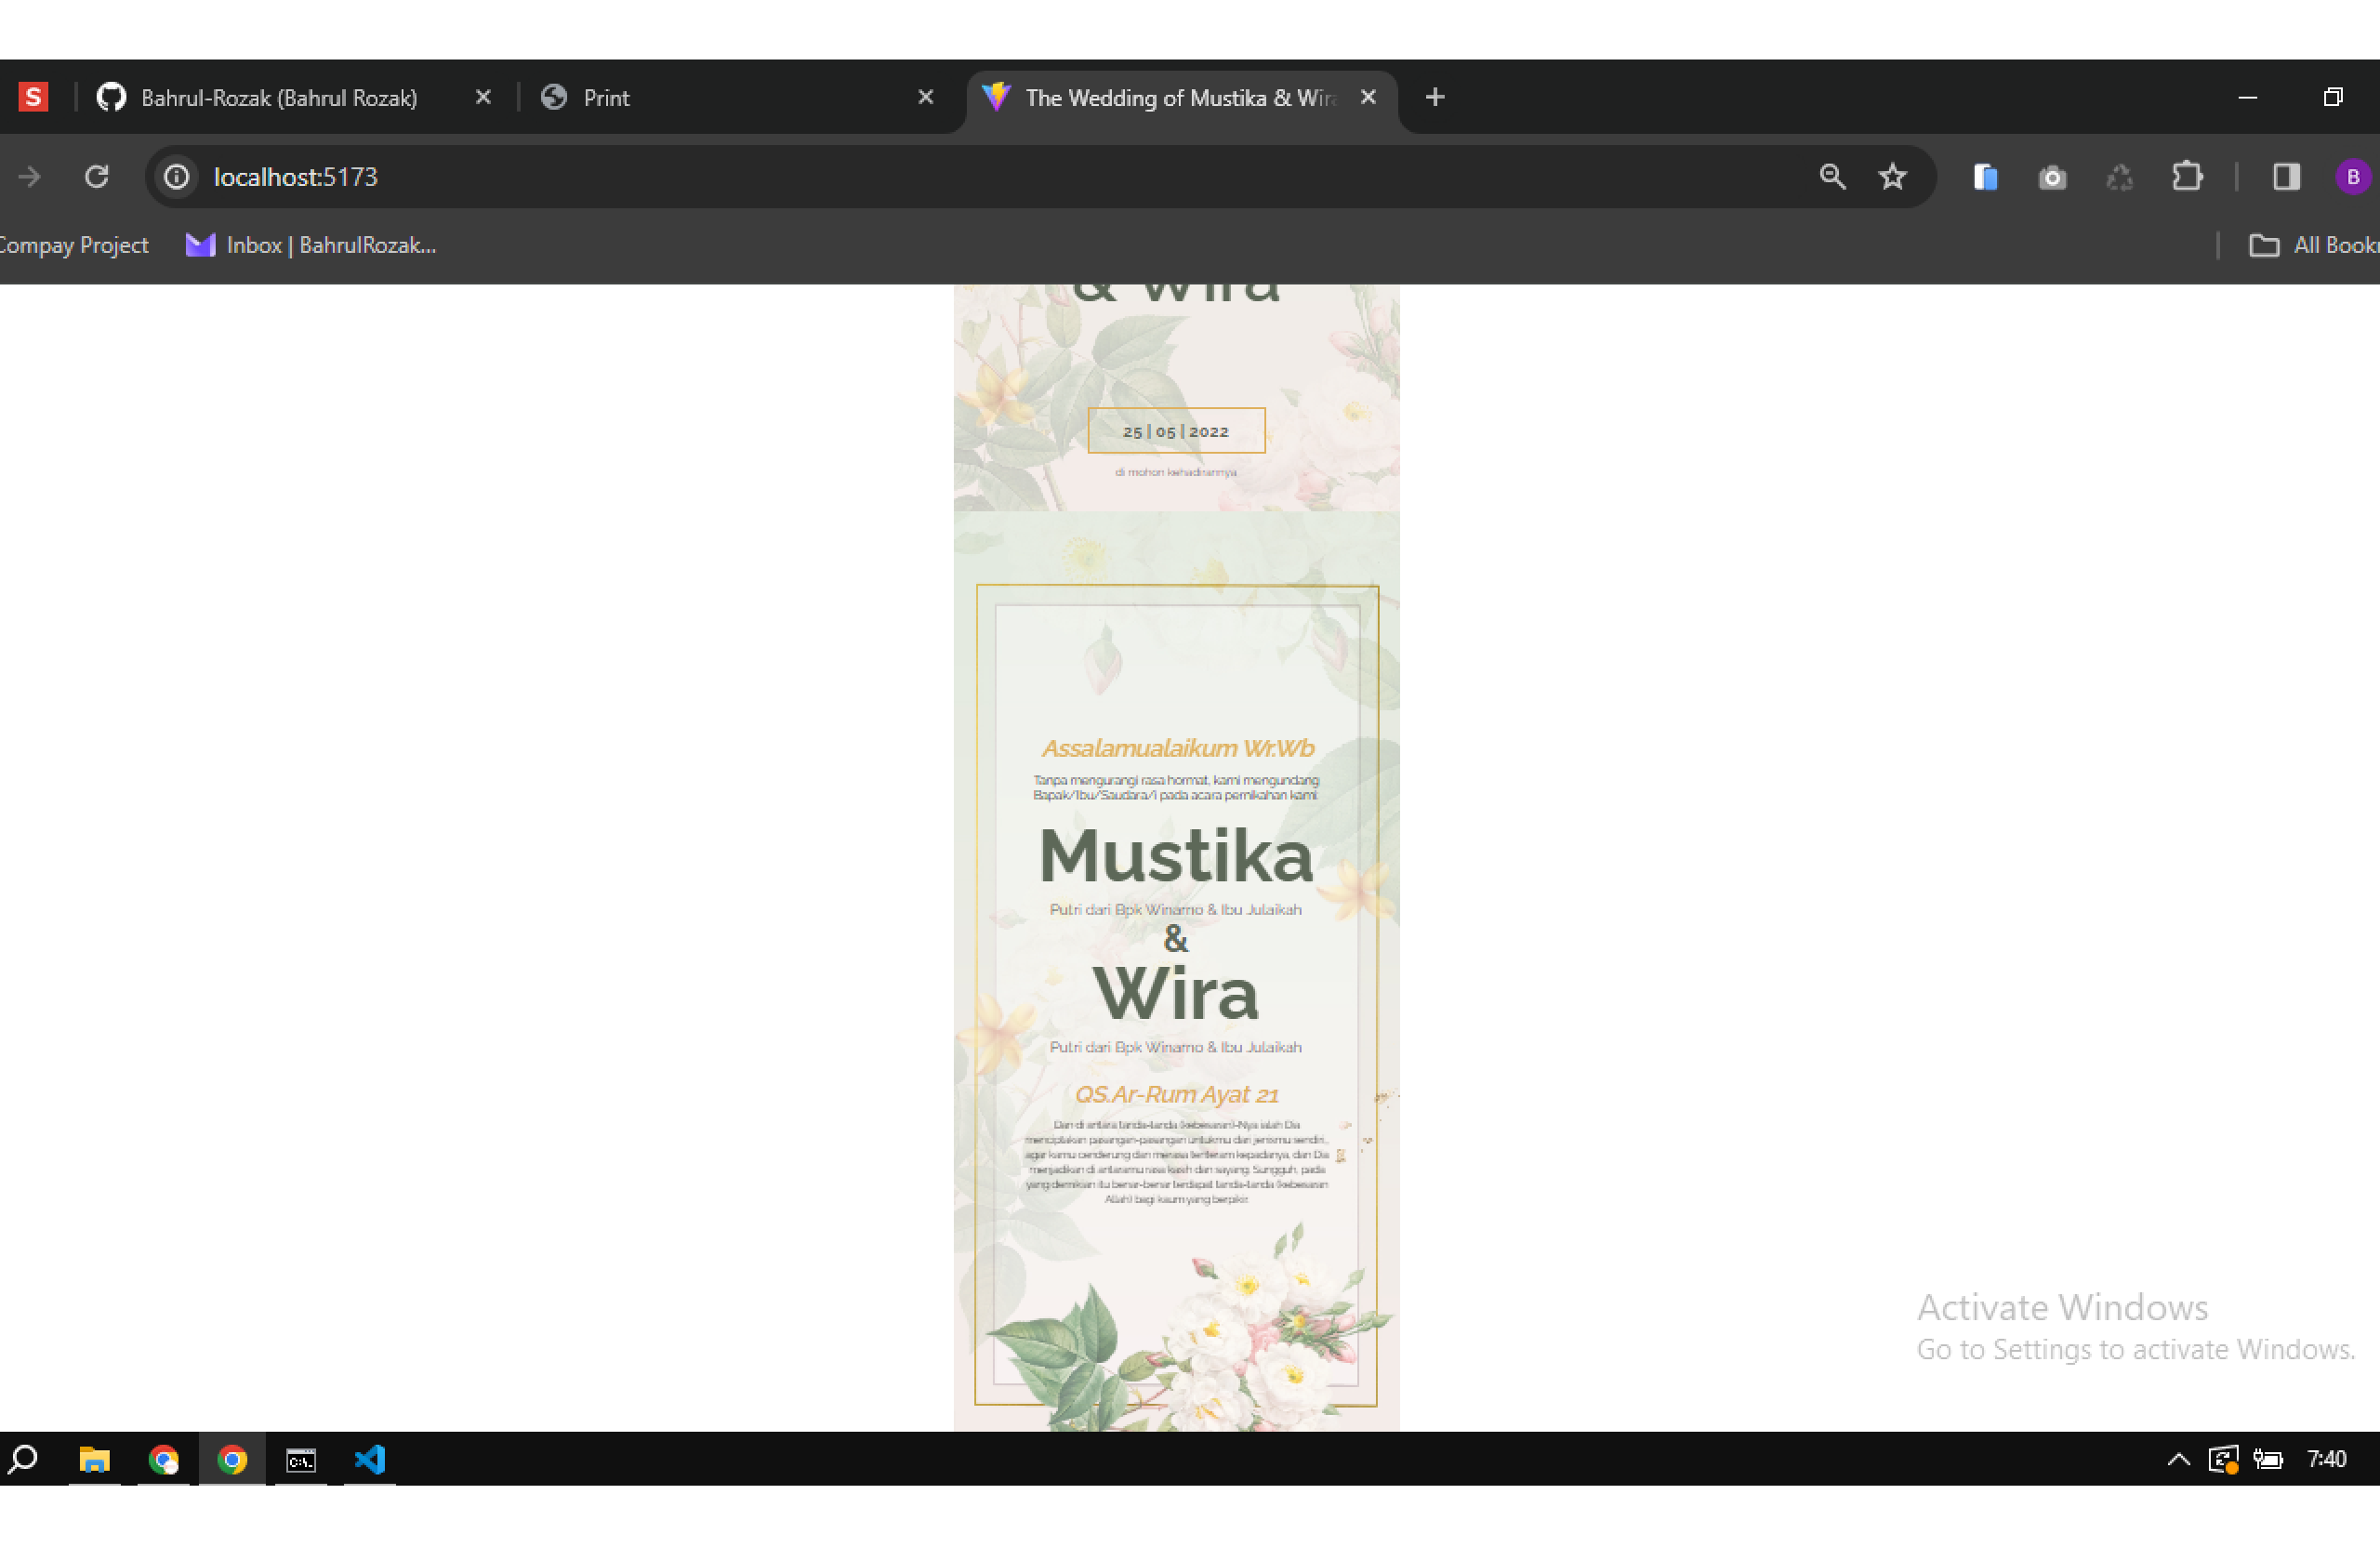 S
Bahrul-Rozak (Bahrul Rozak)
Print
The Wedding of Mustika & Wira
localhost:5173
B
Compay Project
Inbox | BahrulRozak...
All Book
& Wira
25 | 05 | 2022
di mohon kehadirannya
Assalamualaikum Wr.Wb
Tanpa mengurangi rasa hormat, kami mengundang
Bapak/Ibu/Saudara/i pada acara pernikahan kami
Mustika
Putri dari Bpk Winarno & Ibu Julaikah
&
Wira
Putri dari Bpk Winarno & Ibu Julaikah
QS.Ar-Rum Ayat 21
Dan di antara tanda-tanda (kebesaran)-Nya ialah Dia
menciptakan pasangan-pasangan untukmu dari jenismu sendiri,
agar kamu cenderung dan merasa tenteram kepadanya, dan Dia
menjadikan di antaramu rasa kasih dan sayang. Sungguh, pada
yang demikian itu benar-benar terdapat tanda-tanda (kebesaran
Allah) bagi kaum yang berpikir.
Activate Windows
Go to Settings to activate Windows.
C:\.
7:40